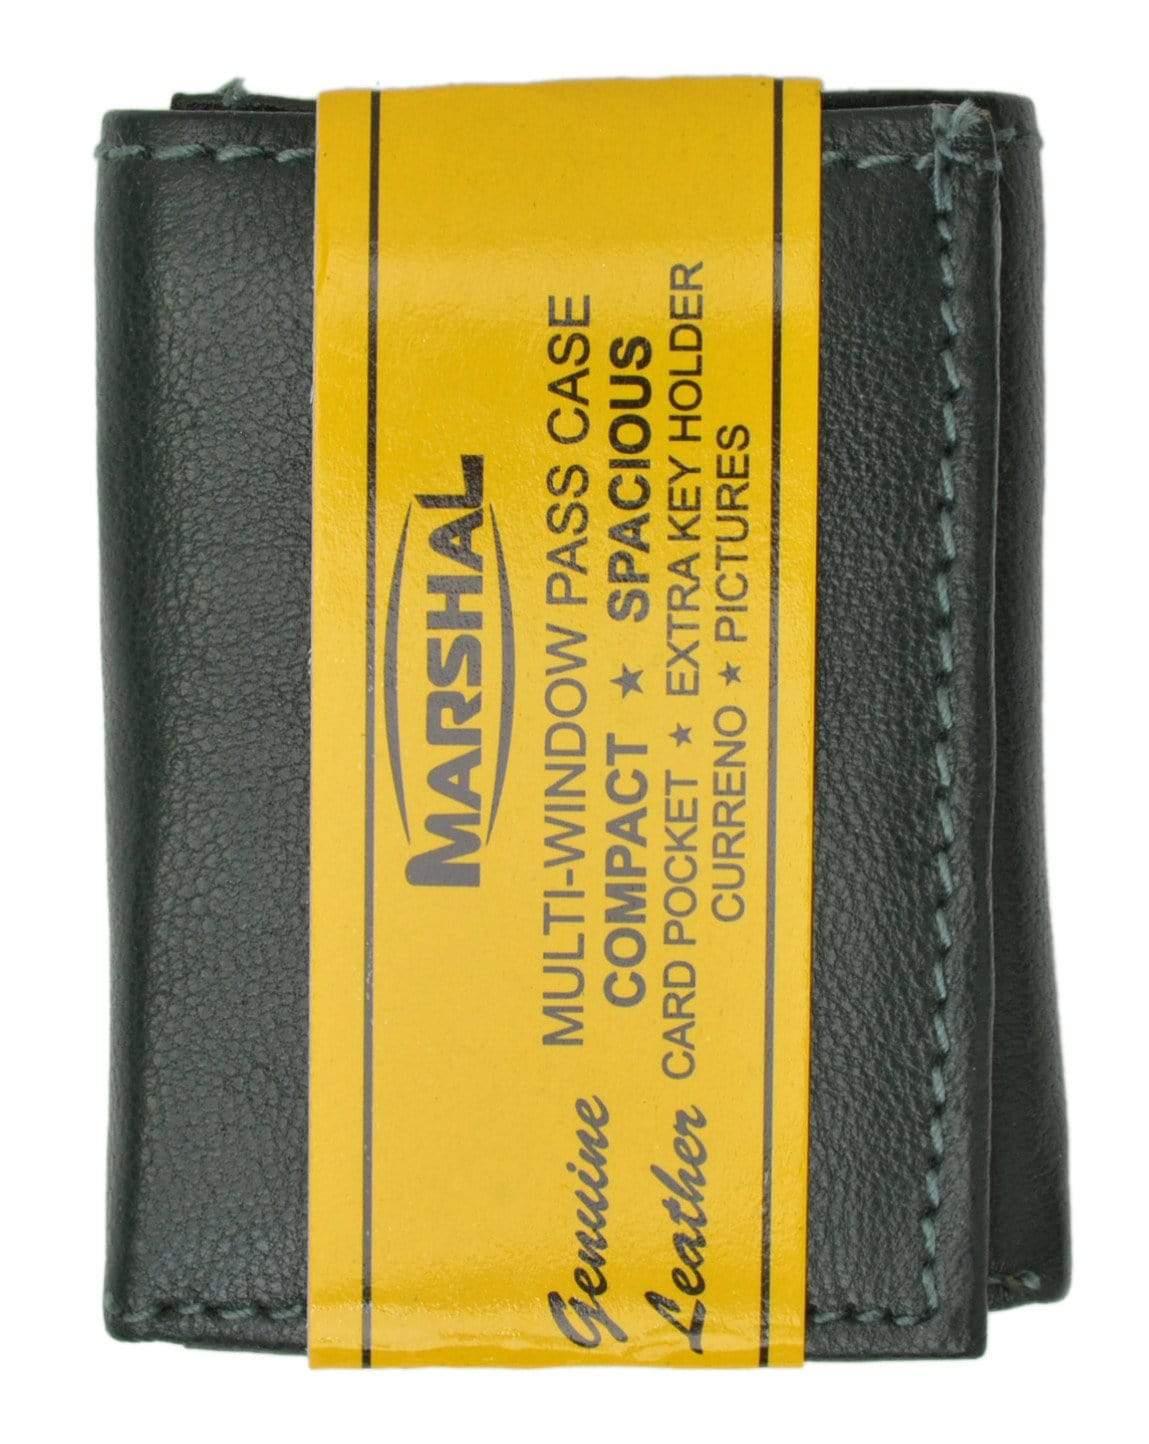 MARSHAL
MULTI-WINDOW PASS CASE
Genuine COMPACT ★ SPACIOUS
Leather CARD POCKET ★ EXTRA KEY HOLDER
CURRENO ★ PICTURES